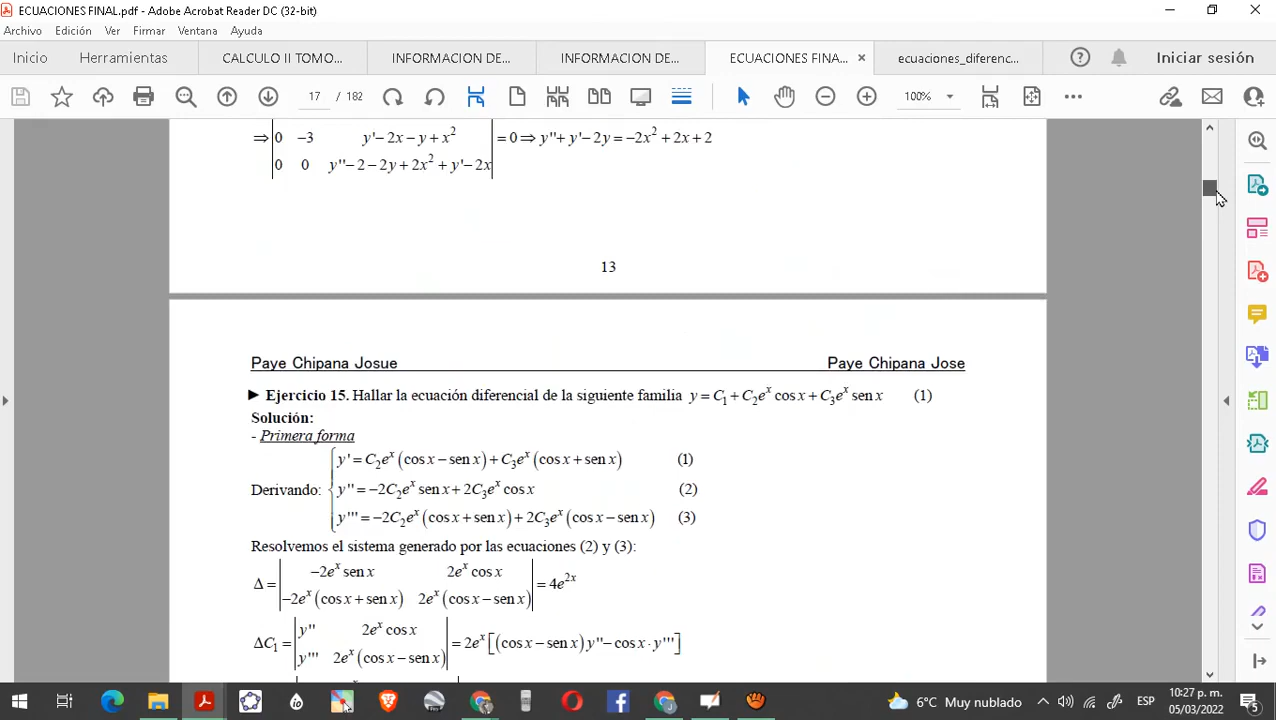 ECUACIONES FINAL.pdf - Adobe Acrobat Reader DC (32-bit)
Archivo Edición Ver Firmar Ventana Ayuda
Inicio Herramientas CALCULO II TOMO... INFORMACION DE... INFORMACION DE... ECUACIONES FINA... × ecuaciones_diferenc... Iniciar sesión
17 / 182 100%
⇒ |0 −3 y'−2x−y+x²| = 0 ⇒ y''+y'−2y = −2x²+2x+2
|0 0 y''−2−2y+2x²+y'−2x|
13
Paye Chipana Josue Paye Chipana Jose
► Ejercicio 15. Hallar la ecuación diferencial de la siguiente familia y = C₁ + C₂eˣ cos x + C₃eˣ sen x (1)
Solución:
- Primera forma
y' = C₂eˣ (cos x − sen x) + C₃eˣ (cos x + sen x) (1)
Derivando: { y'' = −2C₂eˣ sen x + 2C₃eˣ cos x (2)
y''' = −2C₂eˣ (cos x + sen x) + 2C₃eˣ (cos x − sen x) (3)
Resolvemos el sistema generado por las ecuaciones (2) y (3):
Δ = |−2eˣ sen x 2eˣ cos x| = 4e²ˣ
|−2eˣ (cos x + sen x) 2eˣ (cos x − sen x)|
ΔC₁ = |y'' 2eˣ cos x| = 2eˣ [(cos x − sen x) y'' − cos x · y''']
|y''' 2eˣ (cos x − sen x)|
6°C Muy nublado ESP 10:27 p. m.
05/03/2022 5